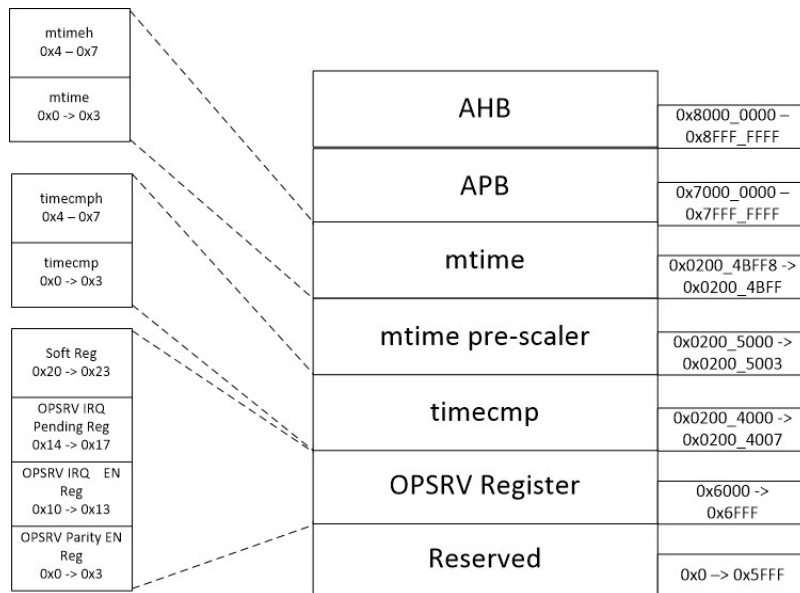 mtimeh
0x4 – 0x7
mtime
0x0 -> 0x3
timecmph
0x4 – 0x7
timecmp
0x0 -> 0x3
Soft Reg
0x20 -> 0x23
OPSRV IRQ
Pending Reg
0x14 -> 0x17
OPSRV IRQ EN
Reg
0x10 -> 0x13
OPSRV Parity EN
Reg
0x0 -> 0x3
AHB
0x8000_0000 –
0x8FFF_FFFF
APB
0x7000_0000 –
0x7FFF_FFFF
mtime
0x0200_4BFF8 ->
0x0200_4BFF
mtime pre-scaler
0x0200_5000 ->
0x0200_5003
timecmp
0x0200_4000 ->
0x0200_4007
OPSRV Register
0x6000 ->
0x6FFF
Reserved
0x0 –> 0x5FFF